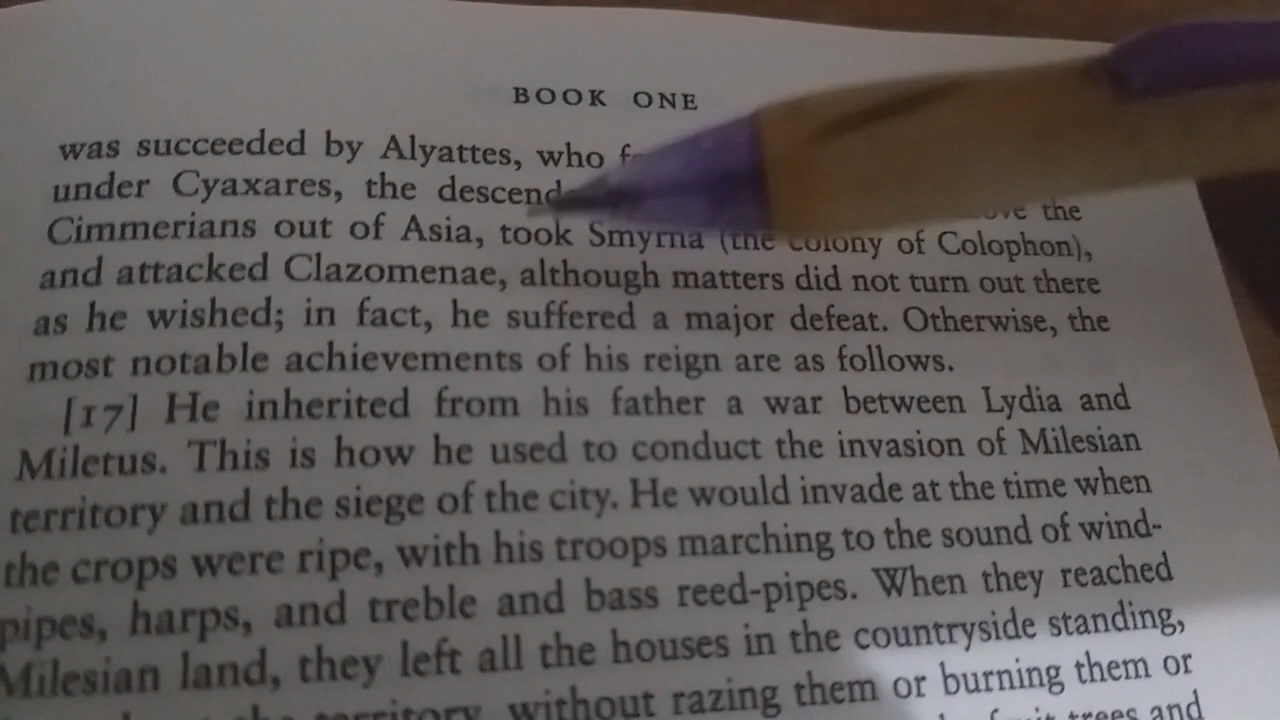 BOOK ONE
was succeeded by Alyattes, who
under Cyaxares, the
the
Cimmerians out of Asia, took Smyrna (the colony of Colophon),
and attacked Clazomenae, although matters did not turn out there
as he wished; in fact, he suffered a major defeat. Otherwise, the
most notable achievements of his reign are as follows.
[17] He inherited from his father a war between Lydia and
Miletus. This is how he used to conduct the invasion of Milesian
territory and the siege of the city. He would invade at the time when
the crops were ripe, with his troops marching to the sound of wind-
pipes, harps, and treble and bass reed-pipes. When they reached
Milesian land, they left all the houses in the countryside standing,
territory, without razing them or burning them or
trees and